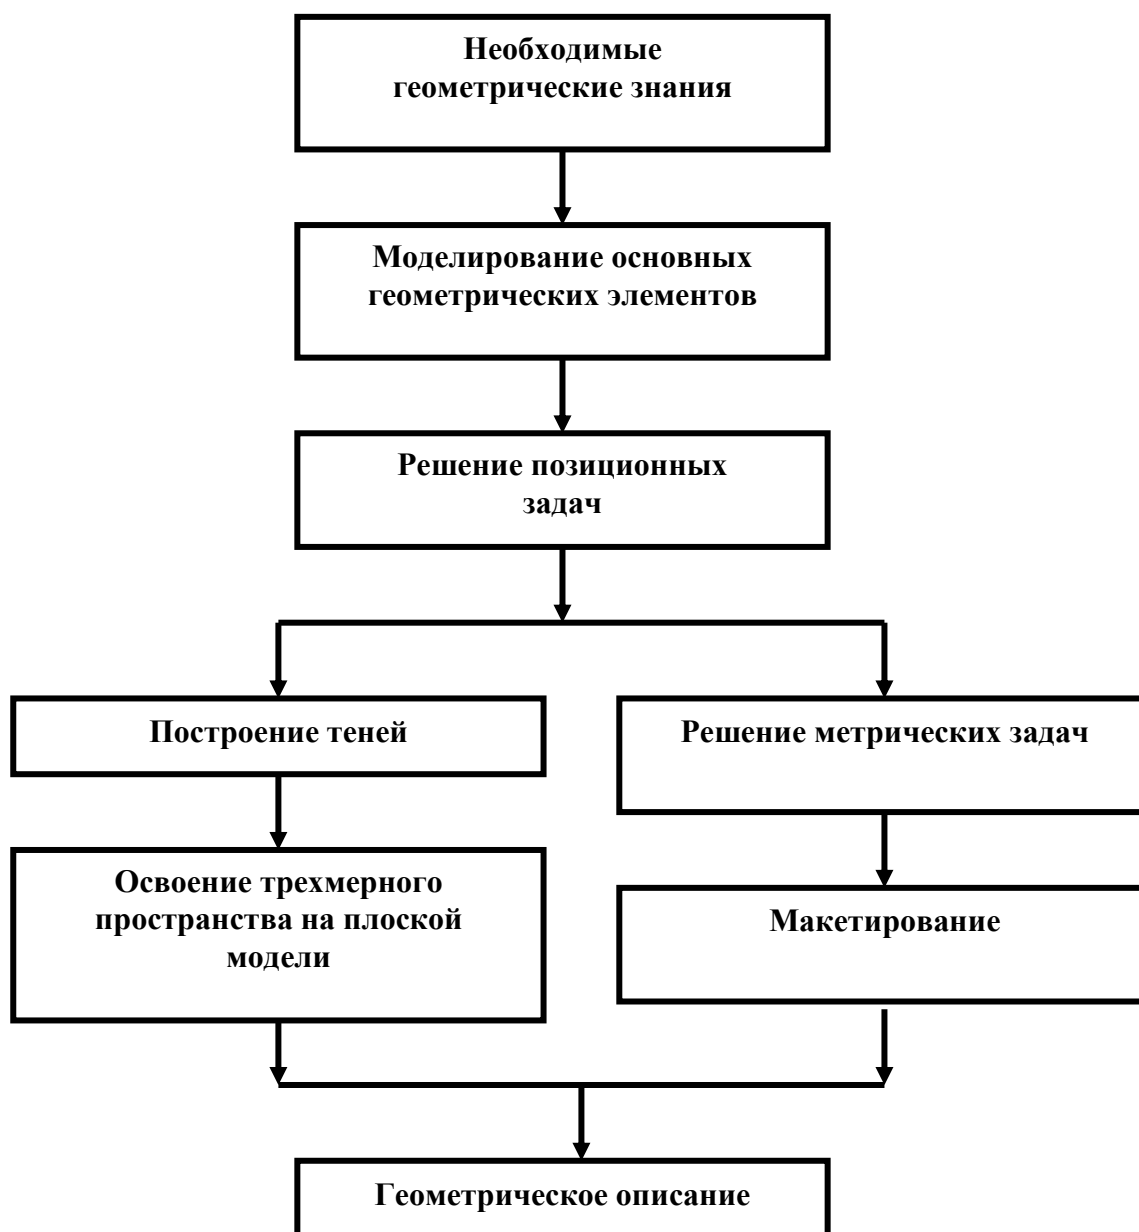 Необходимые
геометрические знания
Моделирование основных
геометрических элементов
Решение позиционных
задач
Построение теней
Решение метрических задач
Освоение трехмерного
пространства на плоской
модели
Макетирование
Геометрическое описание